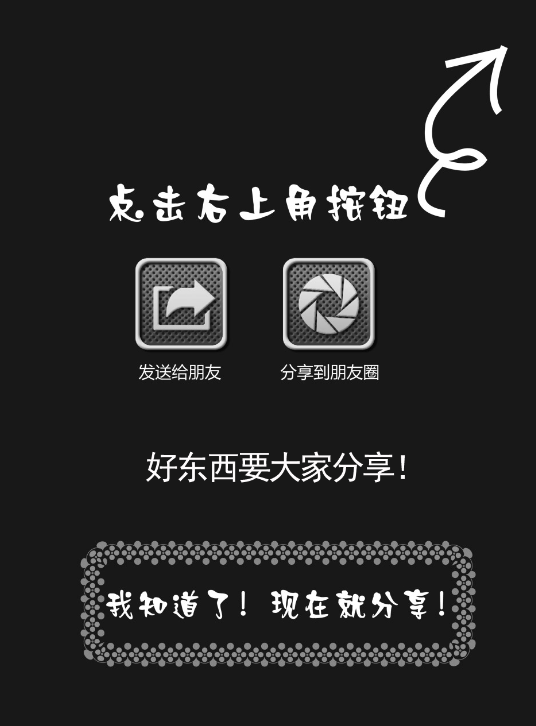 点击右上角按钮
发送给朋友 分享到朋友圈
好东西要大家分享！
我知道了！现在就分享！